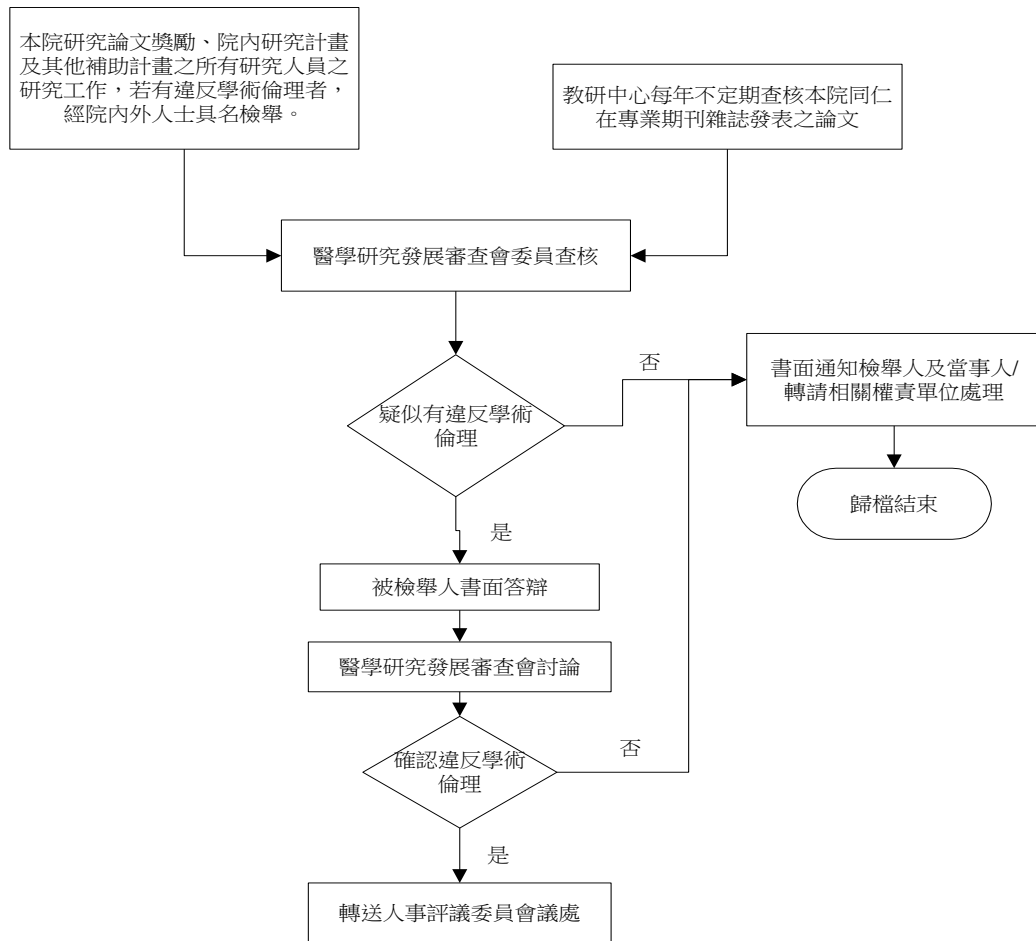 本院研究論文獎勵、院內研究計畫
及其他補助計畫之所有研究人員之
研究工作，若有違反學術倫理者，
經院內外人士具名檢舉。
教研中心每年不定期查核本院同仁
在專業期刊雜誌發表之論文
醫學研究發展審查會委員查核
疑似有違反學術
倫理
否
書面通知檢舉人及當事人/
轉請相關權責單位處理
歸檔結束
是
被檢舉人書面答辯
醫學研究發展審查會討論
確認違反學術
倫理
否
是
轉送人事評議委員會議處